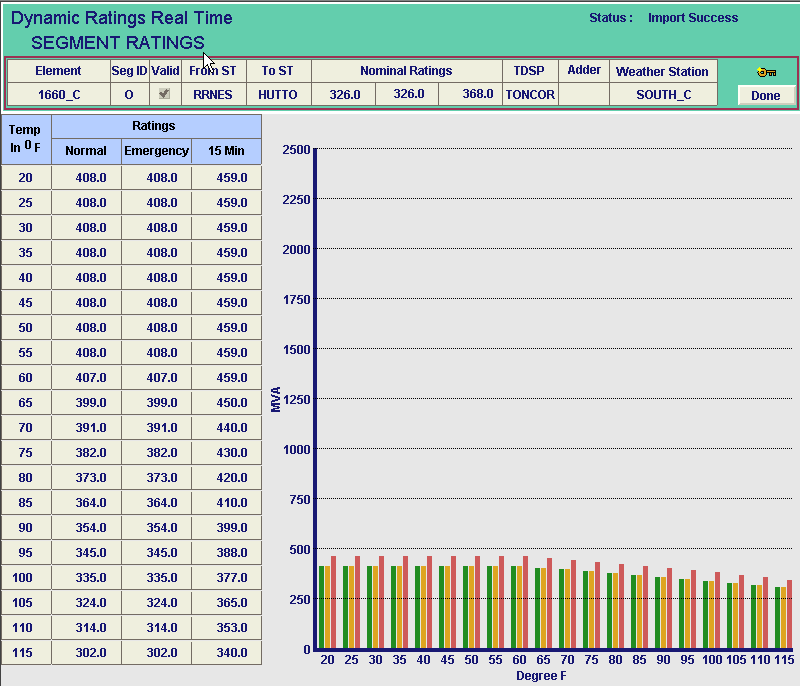 Dynamic Ratings Real Time
Status : Import Success
SEGMENT RATINGS
Element Seg ID Valid From ST To ST Nominal Ratings TDSP Adder Weather Station
1660_C O RRNES HUTTO 326.0 326.0 368.0 TONCOR SOUTH_C Done
Temp In 0 F Ratings
Normal Emergency 15 Min
20 408.0 408.0 459.0
25 408.0 408.0 459.0
30 408.0 408.0 459.0
35 408.0 408.0 459.0
40 408.0 408.0 459.0
45 408.0 408.0 459.0
50 408.0 408.0 459.0
55 408.0 408.0 459.0
60 407.0 407.0 459.0
65 399.0 399.0 450.0
70 391.0 391.0 440.0
75 382.0 382.0 430.0
80 373.0 373.0 420.0
85 364.0 364.0 410.0
90 354.0 354.0 399.0
95 345.0 345.0 388.0
100 335.0 335.0 377.0
105 324.0 324.0 365.0
110 314.0 314.0 353.0
115 302.0 302.0 340.0
MVA
2500
2250
2000
1750
1500
1250
1000
750
500
250
0
20 25 30 35 40 45 50 55 60 65 70 75 80 85 90 95 100 105 110 115
Degree F